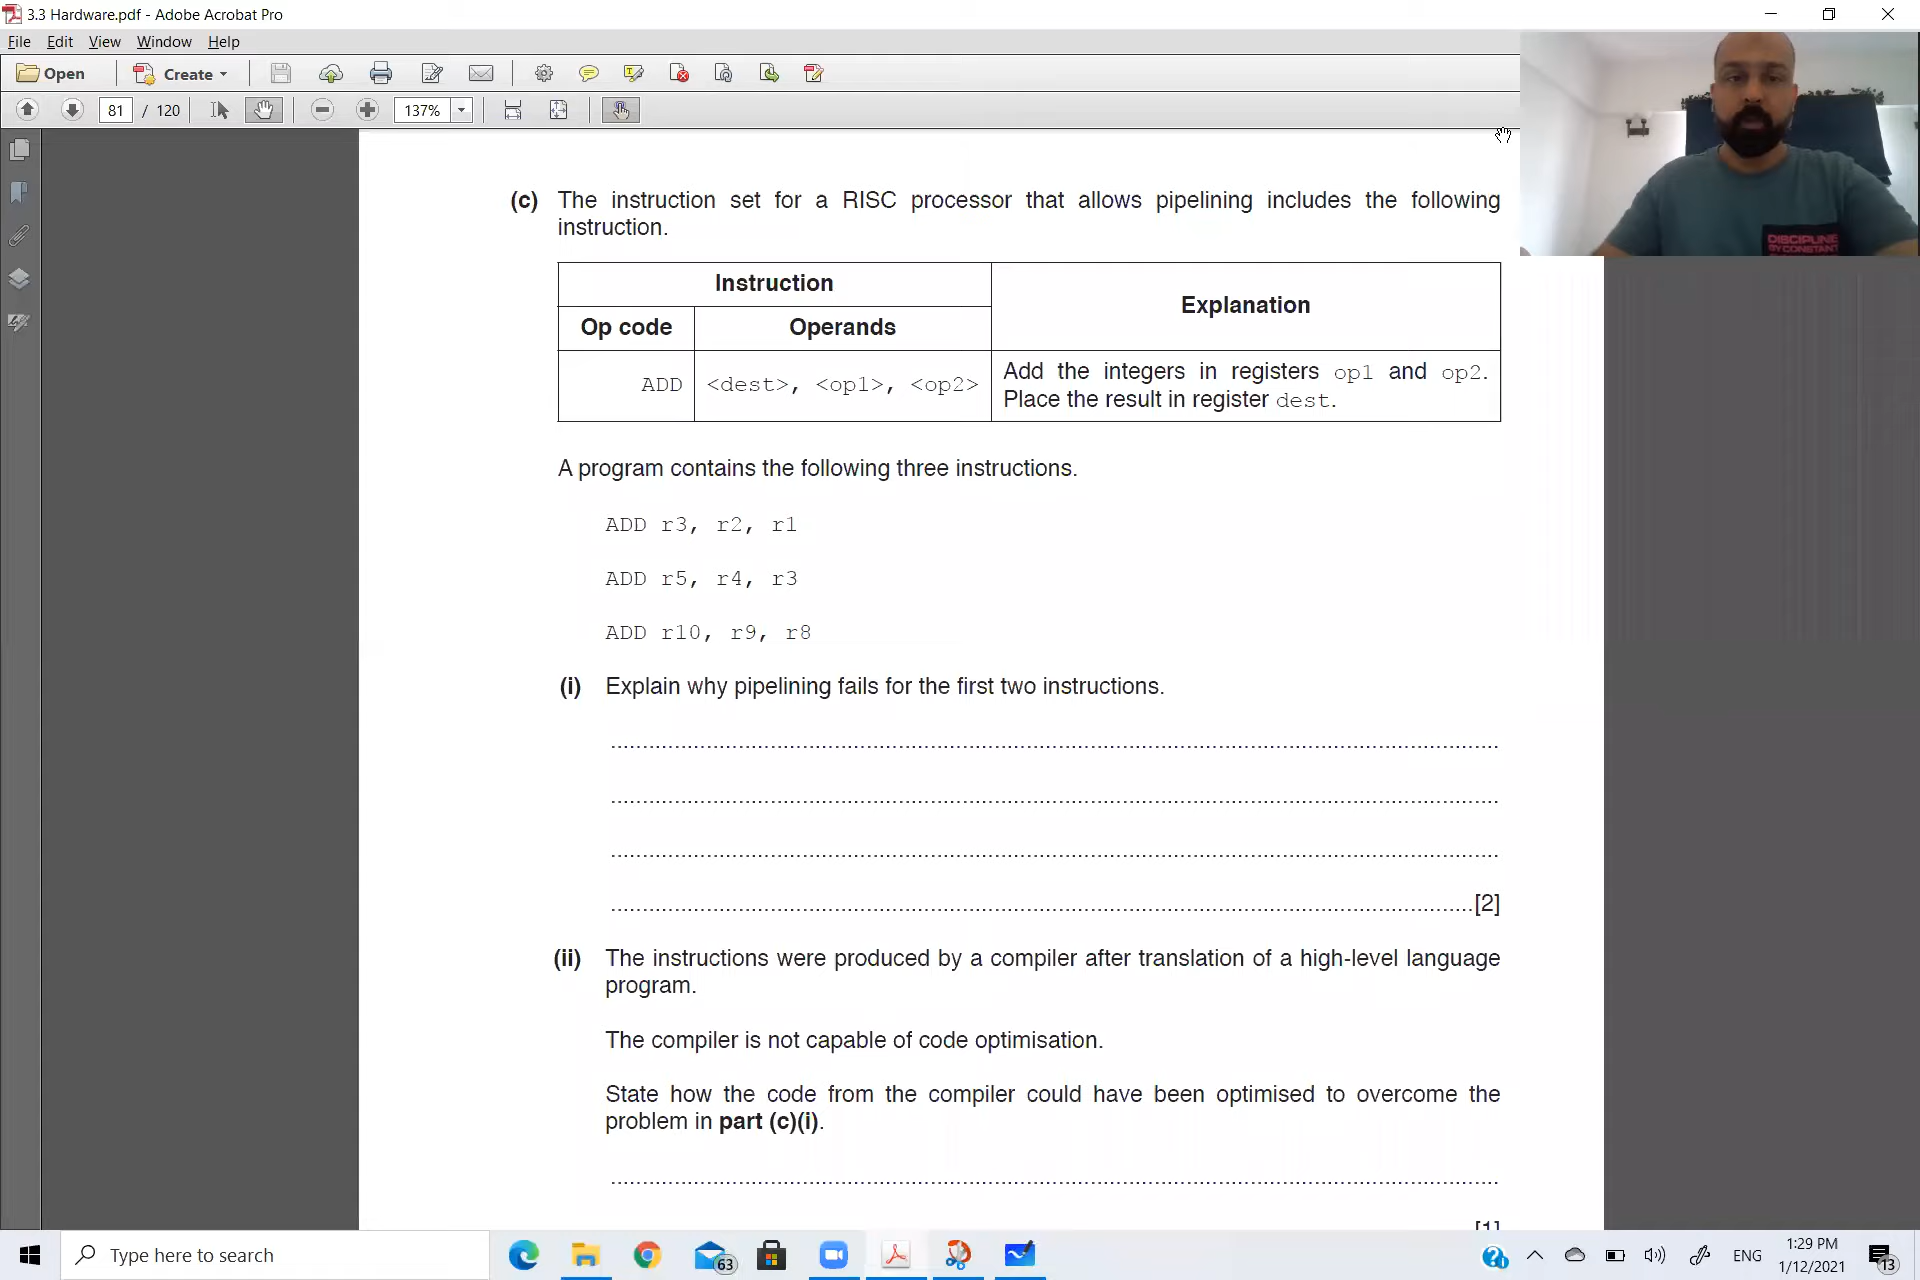 3.3 Hardware.pdf - Adobe Acrobat Pro
File Edit View Window Help
Open Create
81 / 120 137%
DISCIPLINE
BY CONSTANT
(c) The instruction set for a RISC processor that allows pipelining includes the following
instruction.
Instruction
Explanation
Op code Operands
ADD <dest>, <op1>, <op2>
Add the integers in registers op1 and op2.
Place the result in register dest.
A program contains the following three instructions.
ADD r3, r2, r1
ADD r5, r4, r3
ADD r10, r9, r8
(i) Explain why pipelining fails for the first two instructions.
[2]
(ii) The instructions were produced by a compiler after translation of a high-level language
program.
The compiler is not capable of code optimisation.
State how the code from the compiler could have been optimised to overcome the
problem in part (c)(i).
[1]
Type here to search
63
ENG
1:29 PM
1/12/2021
13